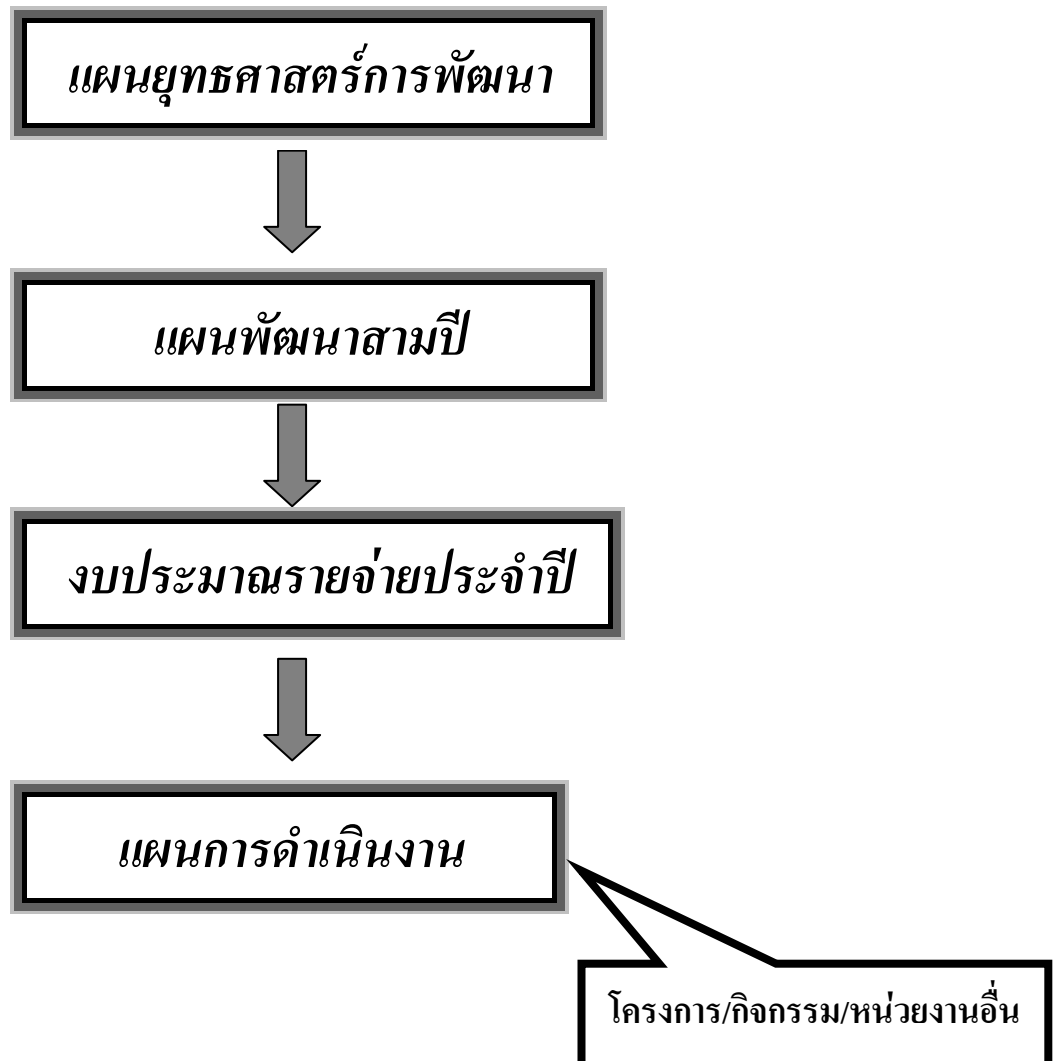 แผนยุทธศาสตร์การพัฒนา
แผนพัฒนาสามปี
งบประมาณรายจ่ายประจำปี
แผนการดำเนินงาน
โครงการ/กิจกรรม/หน่วยงานอื่น